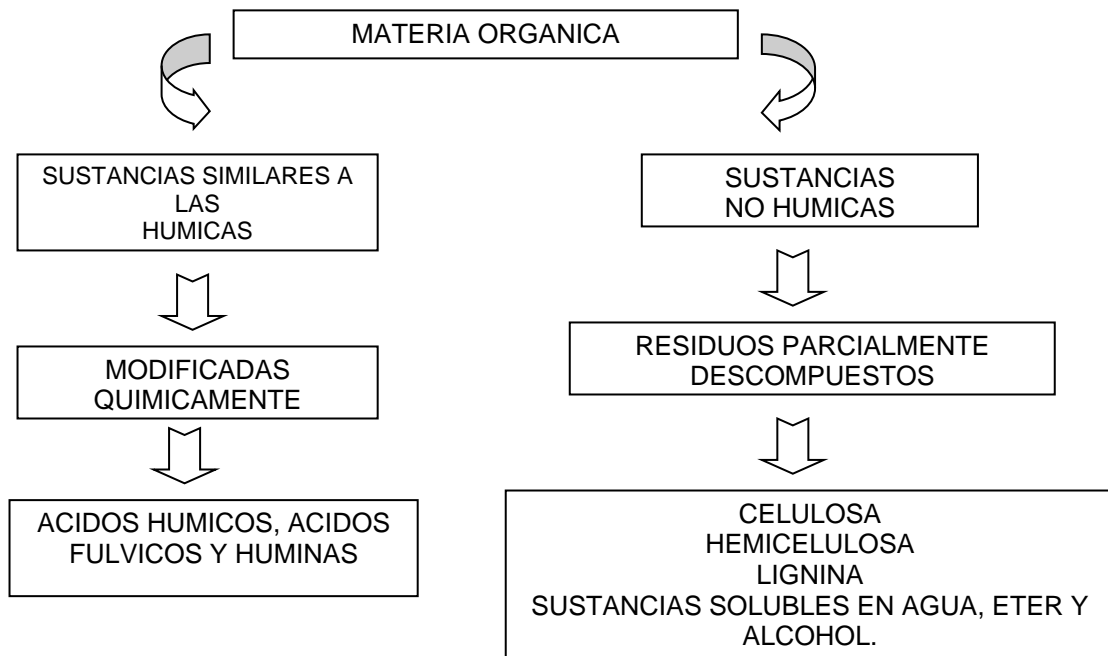 MATERIA ORGANICA
SUSTANCIAS SIMILARES A
LAS
HUMICAS
MODIFICADAS
QUIMICAMENTE
ACIDOS HUMICOS, ACIDOS
FULVICOS Y HUMINAS
SUSTANCIAS
NO HUMICAS
RESIDUOS PARCIALMENTE
DESCOMPUESTOS
CELULOSA
HEMICELULOSA
LIGNINA
SUSTANCIAS SOLUBLES EN AGUA, ETER Y
ALCOHOL.